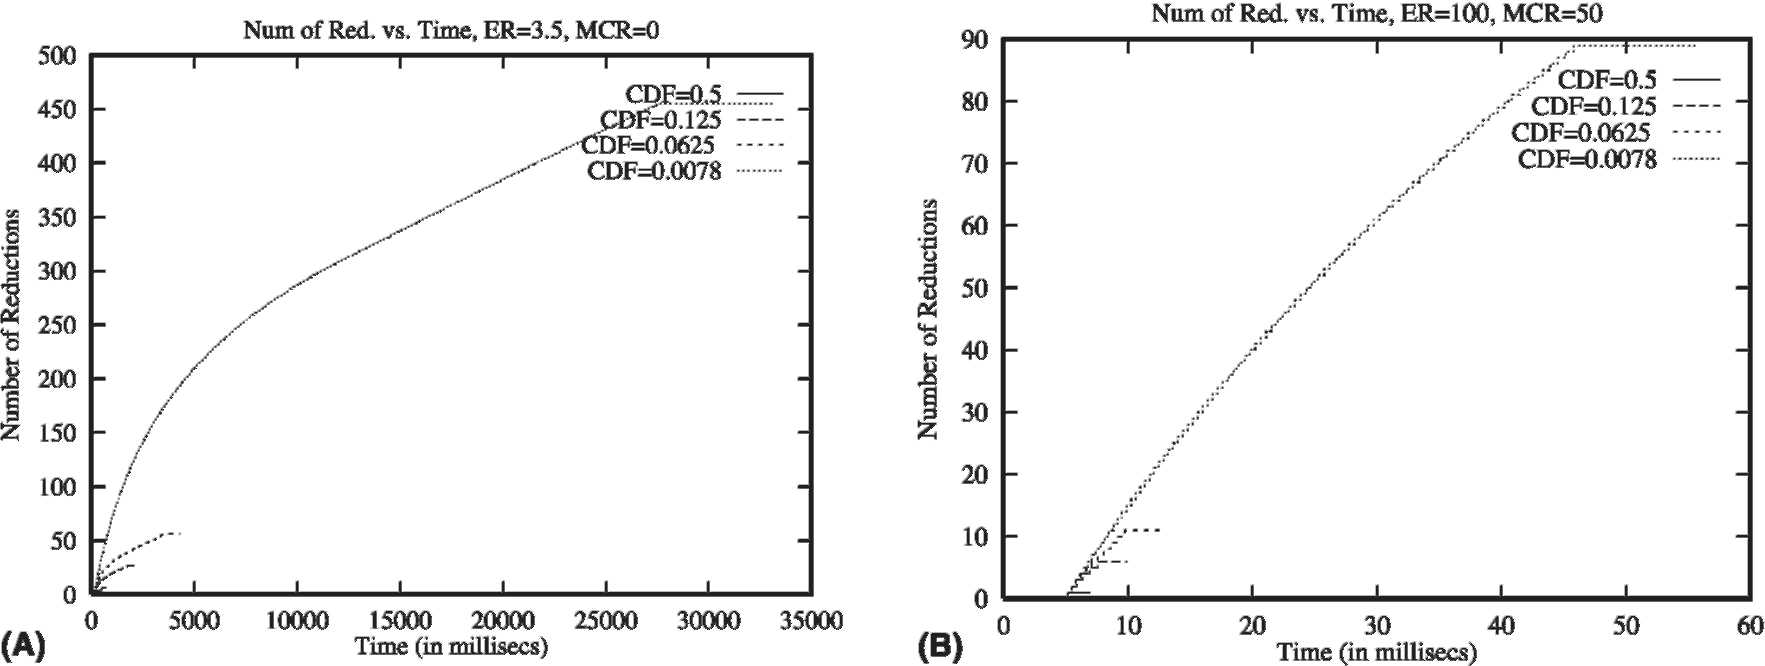 Num of Red. vs. Time, ER=3.5, MCR=0
500
450
400
350
300
250
200
150
100
50
0
Number of Reductions
CDF=0.5
CDF=0.125
CDF=0.0625
CDF=0.0078
0 5000 10000 15000 20000 25000 30000 35000
Time (in millisecs)
(A)
Num of Red. vs. Time, ER=100, MCR=50
90
80
70
60
50
40
30
20
10
0
Number of Reductions
CDF=0.5
CDF=0.125
CDF=0.0625
CDF=0.0078
0 10 20 30 40 50 60
Time (in millisecs)
(B)